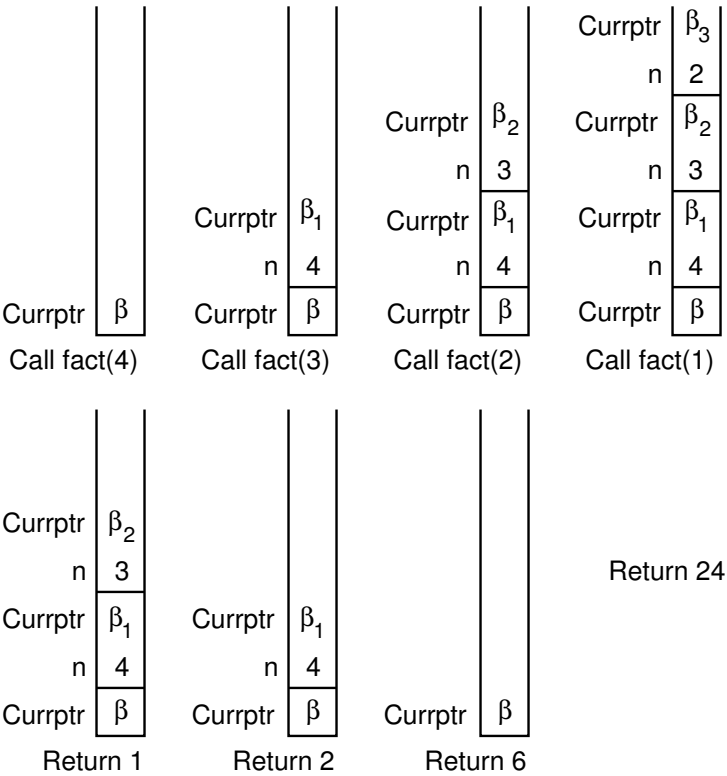 Currptr β
Call fact(4)
Currptr β1
n 4
Currptr β
Call fact(3)
Currptr β2
n 3
Currptr β1
n 4
Currptr β
Call fact(2)
Currptr β3
n 2
Currptr β2
n 3
Currptr β1
n 4
Currptr β
Call fact(1)
Currptr β2
n 3
Currptr β1
n 4
Currptr β
Return 1
Currptr β1
n 4
Currptr β
Return 2
Currptr β
Return 6
Return 24